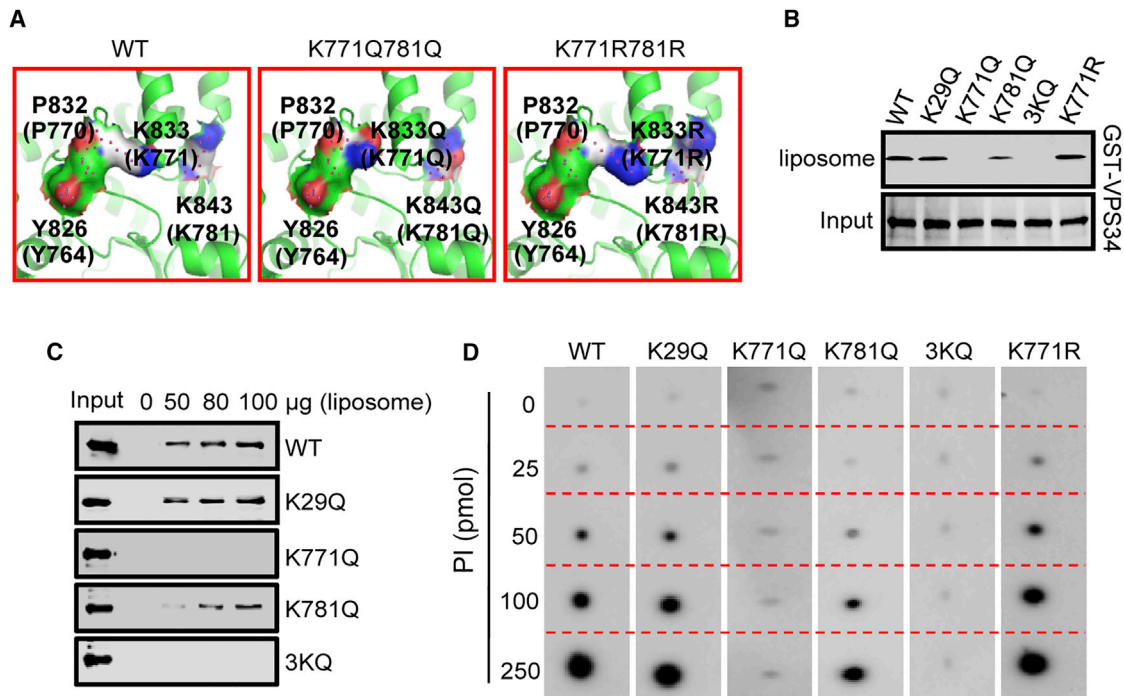 A
WT
K771Q781Q
K771R781R
P832
(P770)
K833
(K771)
K843
(K781)
Y826
(Y764)
P832
(P770)
K833Q
(K771Q)
K843Q
(K781Q)
Y826
(Y764)
P832
(P770)
K833R
(K771R)
K843R
(K781R)
Y826
(Y764)
B
WT
K29Q
K771Q
K781Q
3KQ
K771R
liposome
Input
GST-VPS34
C
Input 0 50 80 100 µg (liposome)
WT
K29Q
K771Q
K781Q
3KQ
D
WT K29Q K771Q K781Q 3KQ K771R
PI (pmol)
0
25
50
100
250